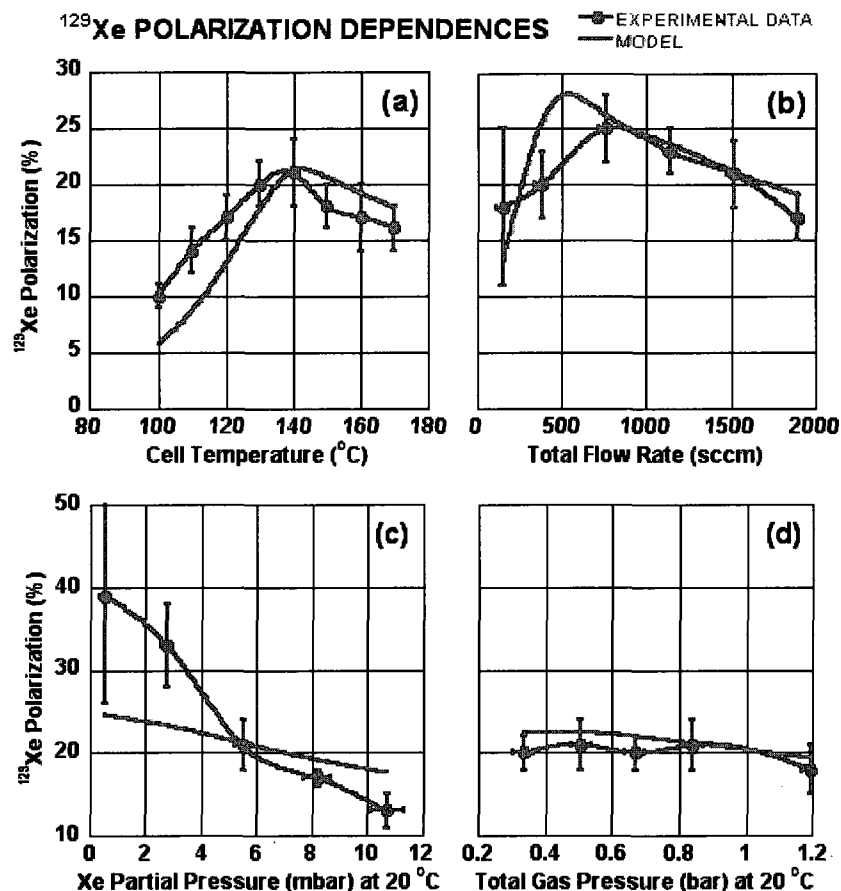 ¹²⁹Xe POLARIZATION DEPENDENCES
EXPERIMENTAL DATA
MODEL
30
25
20
15
10
5
0
¹²⁹Xe Polarization (%)
(a)
80 100 120 140 160 180
Cell Temperature (°C)
(b)
0 500 1000 1500 2000
Total Flow Rate (sccm)
50
40
30
20
10
¹²⁹Xe Polarization (%)
(c)
0 2 4 6 8 10 12
Xe Partial Pressure (mbar) at 20 °C
(d)
0.2 0.4 0.6 0.8 1 1.2
Total Gas Pressure (bar) at 20 °C